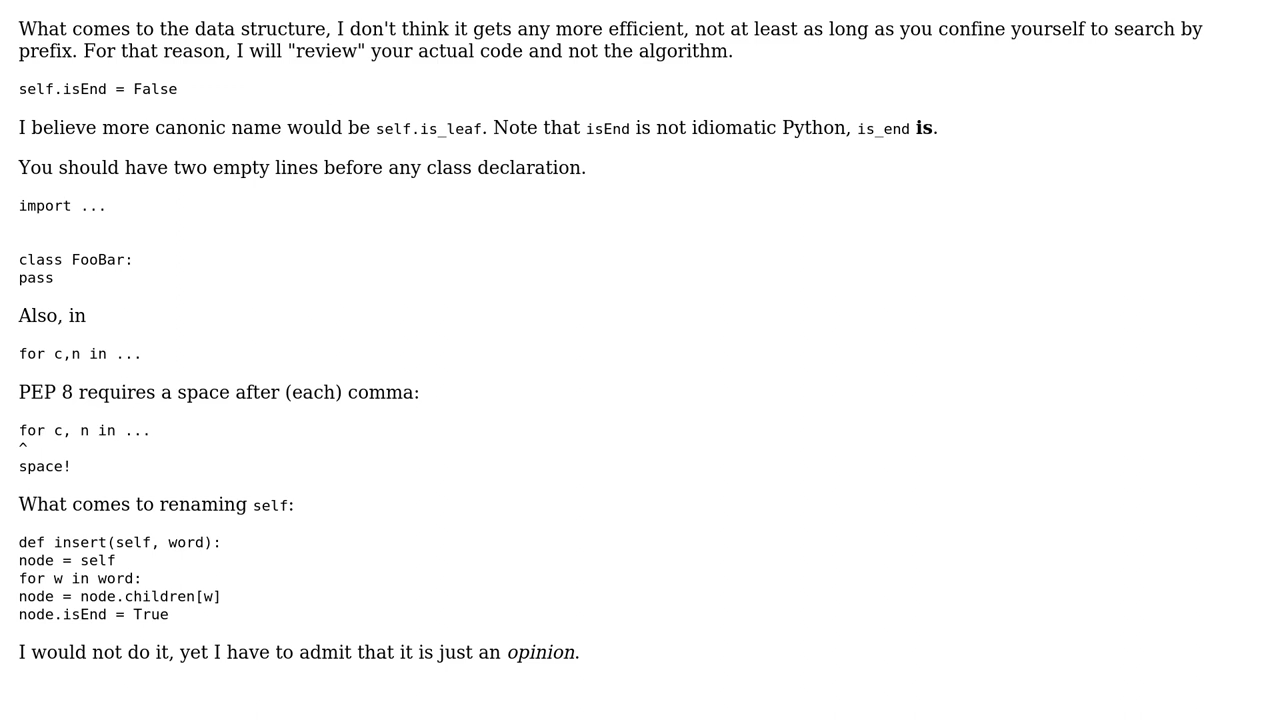 What comes to the data structure, I don't think it gets any more efficient, not at least as long as you confine yourself to search by
prefix. For that reason, I will "review" your actual code and not the algorithm.
self.isEnd = False
I believe more canonic name would be self.is_leaf. Note that isEnd is not idiomatic Python, is_end is.
You should have two empty lines before any class declaration.
import ...
class FooBar:
pass
Also, in
for c,n in ...
PEP 8 requires a space after (each) comma:
for c, n in ...
^
space!
What comes to renaming self:
def insert(self, word):
node = self
for w in word:
node = node.children[w]
node.isEnd = True
I would not do it, yet I have to admit that it is just an opinion.